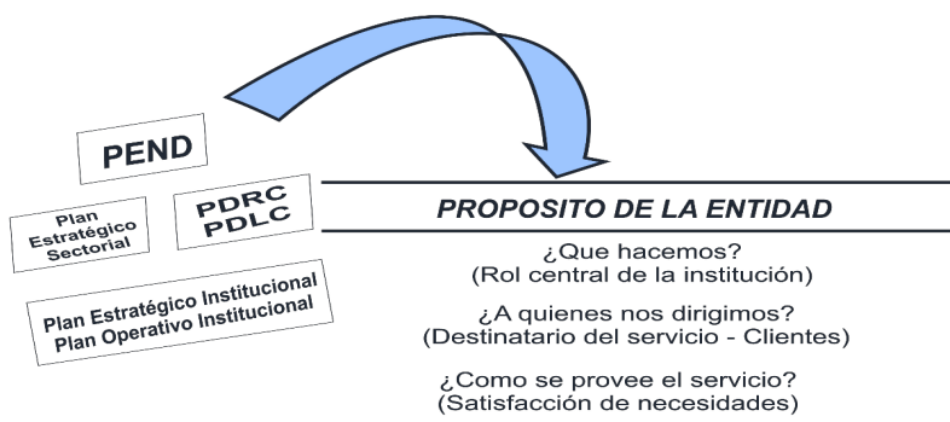 PEND
Plan
Estratégico
Sectorial
PDRC
PDLC
Plan Estratégico Institucional
Plan Operativo Institucional
PROPOSITO DE LA ENTIDAD
¿Que hacemos?
(Rol central de la institución)
¿A quienes nos dirigimos?
(Destinatario del servicio - Clientes)
¿Como se provee el servicio?
(Satisfacción de necesidades)